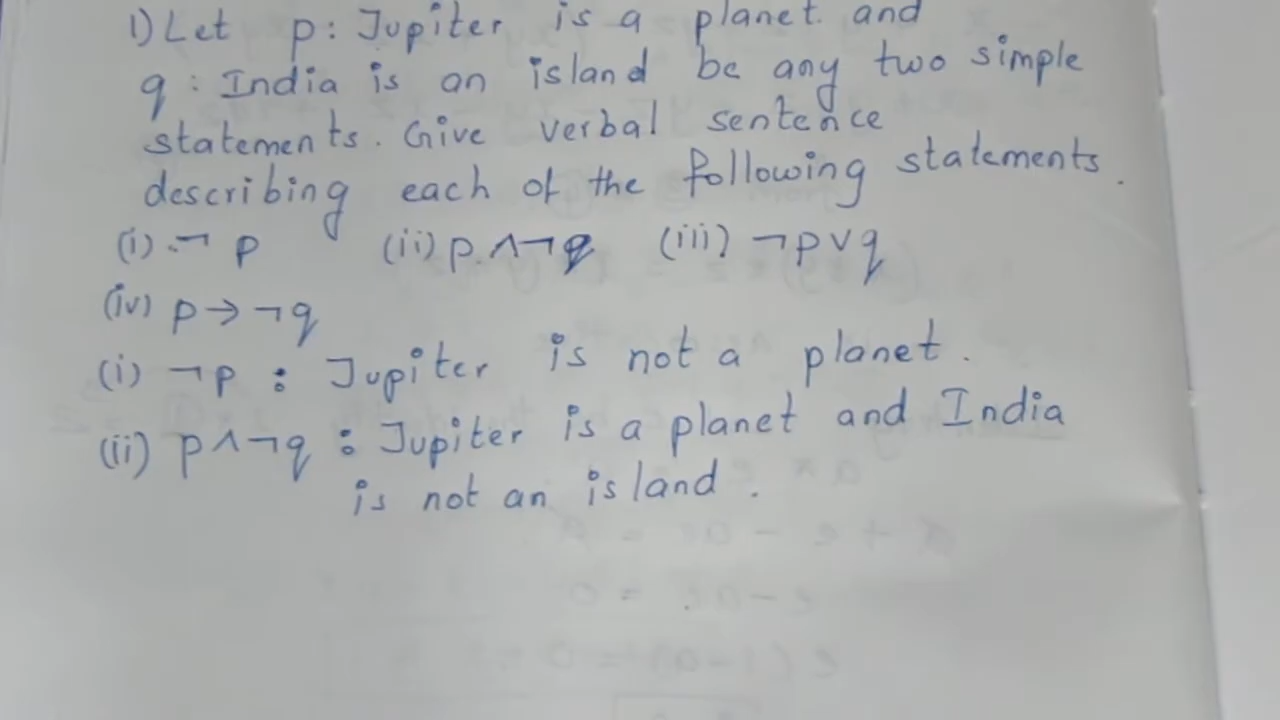 1) Let p: Jupiter is a planet and
q : India is an island be any two simple
statements. Give verbal sentence
describing each of the following statements.
(i) ¬ p (ii) p ∧ ¬ q (iii) ¬ p ∨ q
(iv) p → ¬ q
(i) ¬ p : Jupiter is not a planet.
(ii) p ∧ ¬ q : Jupiter is a planet and India
is not an island.